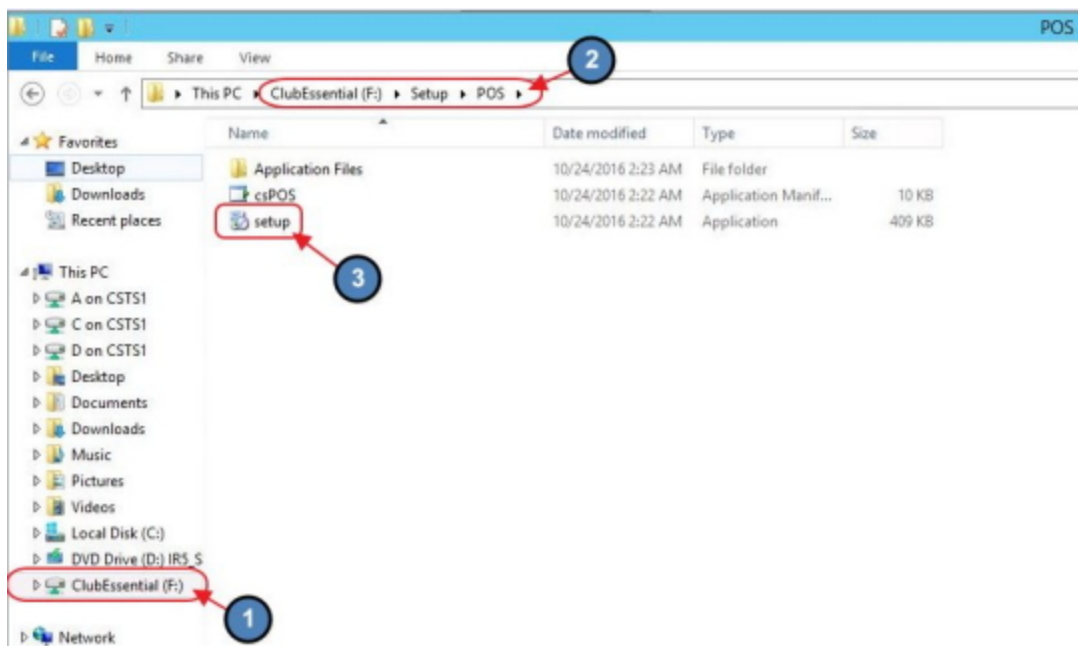 POS
File Home Share View
2
This PC ClubEssential (F:) Setup POS
Name Date modified Type Size
Favorites
Desktop
Downloads
Recent places
Application Files 10/24/2016 2:23 AM File folder
csPOS 10/24/2016 2:22 AM Application Manif... 10 KB
setup 10/24/2016 2:22 AM Application 409 KB
3
This PC
A on CSTS1
C on CSTS1
D on CSTS1
Desktop
Documents
Downloads
Music
Pictures
Videos
Local Disk (C:)
DVD Drive (D:) IR5_S
ClubEssential (F:)
1
Network